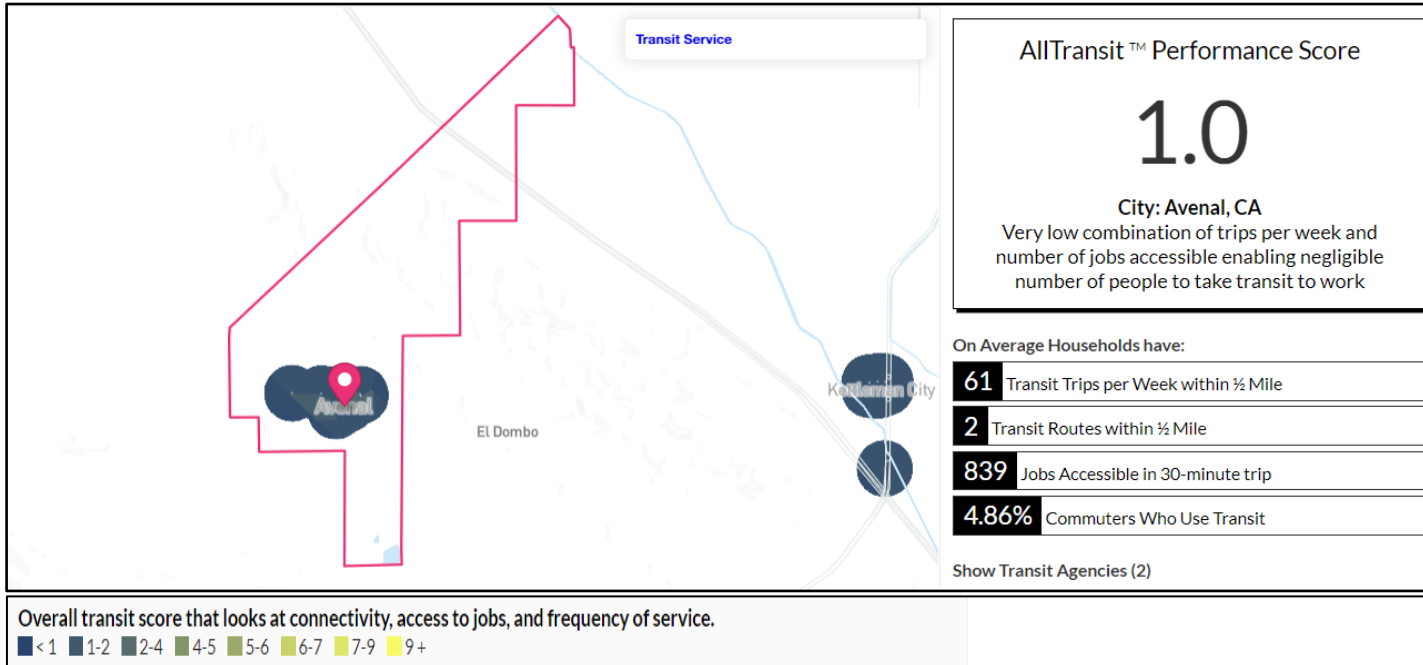 Transit Service
Avenal
El Dombo
Kettleman City
AllTransit ™ Performance Score
1.0
City: Avenal, CA
Very low combination of trips per week and
number of jobs accessible enabling negligible
number of people to take transit to work
On Average Households have:
61 Transit Trips per Week within ½ Mile
2 Transit Routes within ½ Mile
839 Jobs Accessible in 30-minute trip
4.86% Commuters Who Use Transit
Show Transit Agencies (2)
Overall transit score that looks at connectivity, access to jobs, and frequency of service.
< 1 1-2 2-4 4-5 5-6 6-7 7-9 9 +